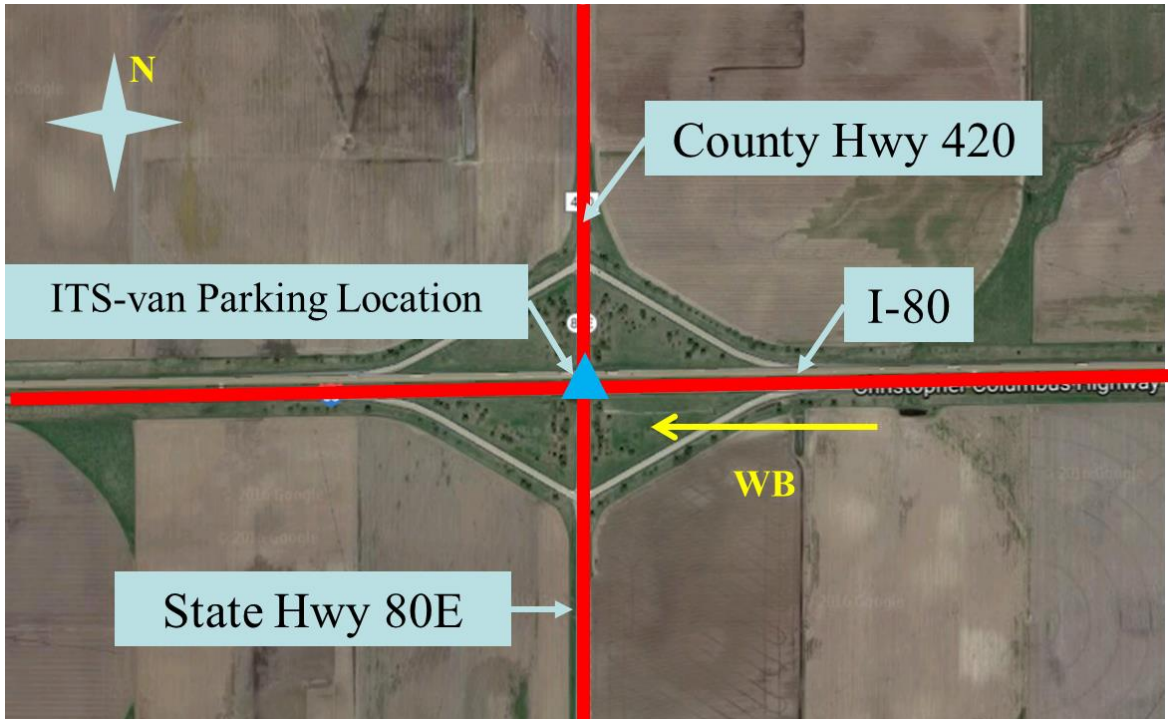 N
County Hwy 420
ITS-van Parking Location
I-80
Christopher Columbus Highway
WB
State Hwy 80E